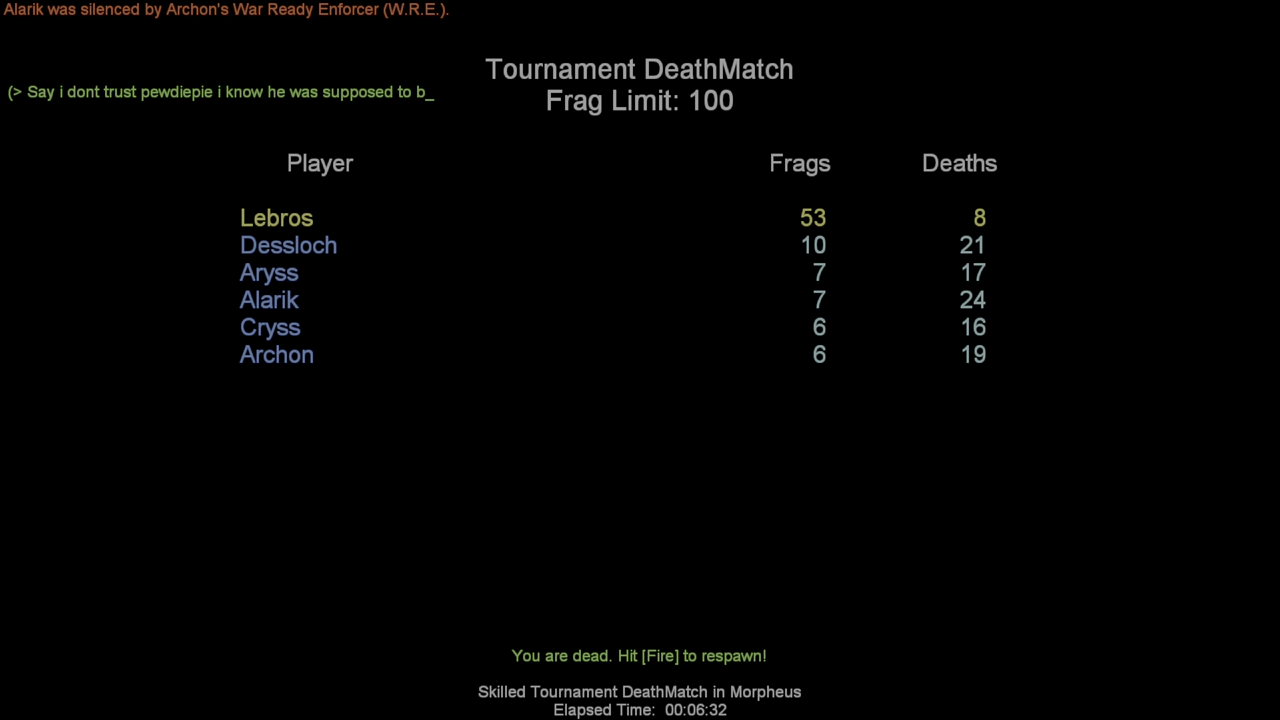 Alarik was silenced by Archon's War Ready Enforcer (W.R.E.).
Tournament DeathMatch
(> Say i dont trust pewdiepie i know he was supposed to b_
Frag Limit: 100
Player Frags Deaths
Lebros 53 8
Dessloch 10 21
Aryss 7 17
Alarik 7 24
Cryss 6 16
Archon 6 19
You are dead. Hit [Fire] to respawn!
Skilled Tournament DeathMatch in Morpheus
Elapsed Time: 00:06:32